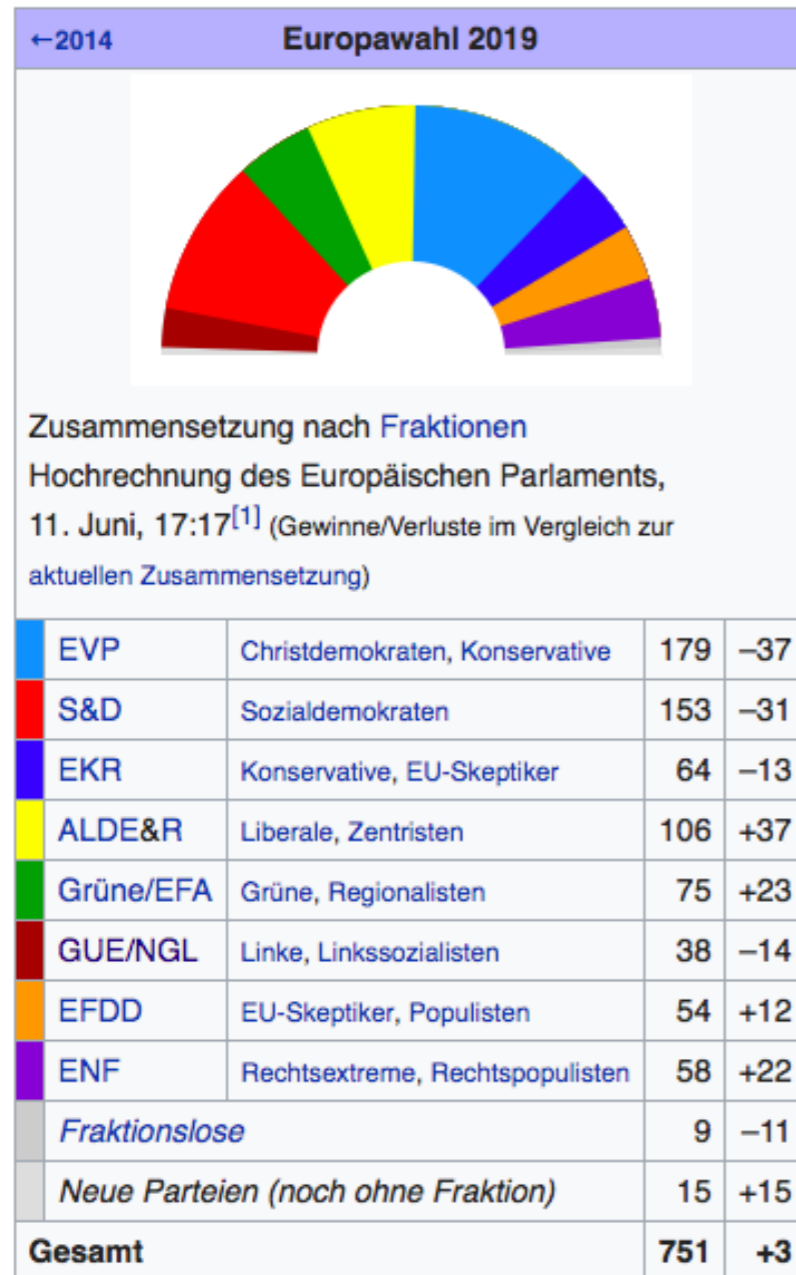 ←2014 Europawahl 2019
Zusammensetzung nach Fraktionen
Hochrechnung des Europäischen Parlaments,
11. Juni, 17:17[1] (Gewinne/Verluste im Vergleich zur
aktuellen Zusammensetzung)
EVP Christdemokraten, Konservative 179 –37
S&D Sozialdemokraten 153 –31
EKR Konservative, EU-Skeptiker 64 –13
ALDE&R Liberale, Zentristen 106 +37
Grüne/EFA Grüne, Regionalisten 75 +23
GUE/NGL Linke, Linkssozialisten 38 –14
EFDD EU-Skeptiker, Populisten 54 +12
ENF Rechtsextreme, Rechtspopulisten 58 +22
Fraktionslose 9 –11
Neue Parteien (noch ohne Fraktion) 15 +15
Gesamt 751 +3